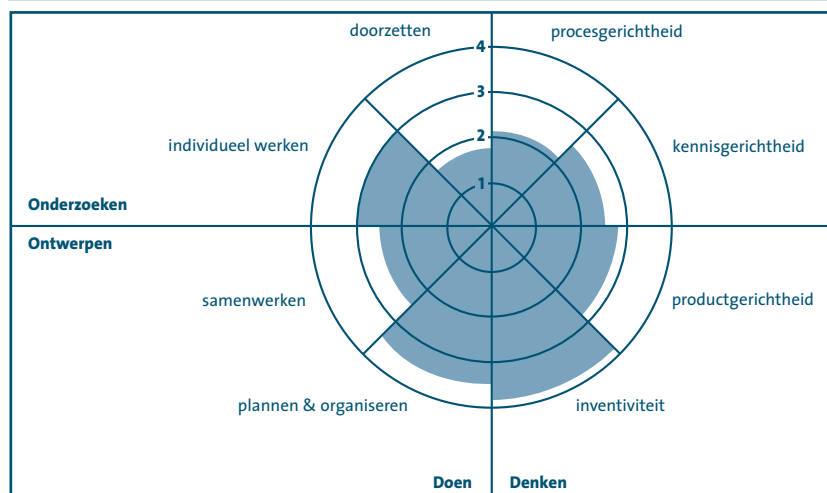 doorzetten
procesgerichtheid
4
3
2
1
individueel werken
kennisgerichtheid
Onderzoeken
Ontwerpen
samenwerken
productgerichtheid
plannen & organiseren
inventiviteit
Doen
Denken